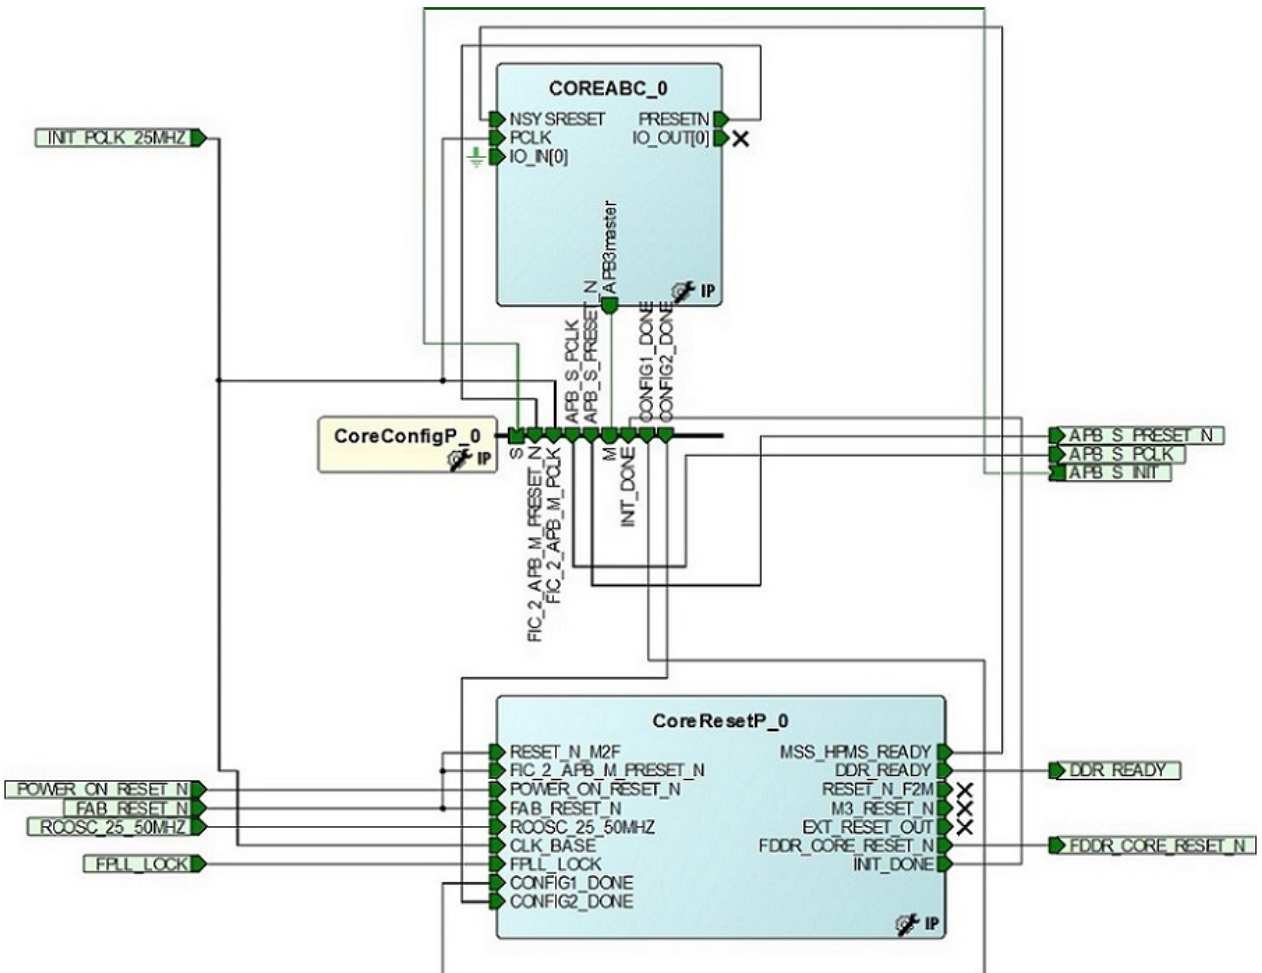 COREABC_0
NSYSRESET PRESETN
PCLK IO_OUT[0]
IO_IN[0]
APB3master
IP
INIT_PCLK_25MHZ
APB_S_PCLK
APB_S_PRESET_N
CONFIG1_DONE
CONFIG2_DONE
CoreConfigP_0
IP
S
FIC_2_APB_M_PRESET_N
FIC_2_APB_M_PCLK
M
INIT_DONE
APB_S_PRESET_N
APB_S_PCLK
APB_S_INIT
CoreResetP_0
RESET_N_M2F MSS_HPMS_READY
FIC_2_APB_M_PRESET_N DDR_READY
POWER_ON_RESET_N RESET_N_F2M
FAB_RESET_N M3_RESET_N
RCOSC_25_50MHZ EXT_RESET_OUT
CLK_BASE FDDR_CORE_RESET_N
FPLL_LOCK INIT_DONE
CONFIG1_DONE
CONFIG2_DONE
IP
POWER_ON_RESET_N
FAB_RESET_N
RCOSC_25_50MHZ
FPLL_LOCK
DDR_READY
FDDR_CORE_RESET_N